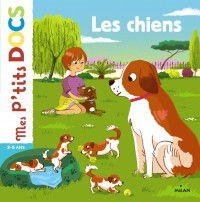 Les chiens
Mes p'tits DOCS
3-6 ANS
MILAN